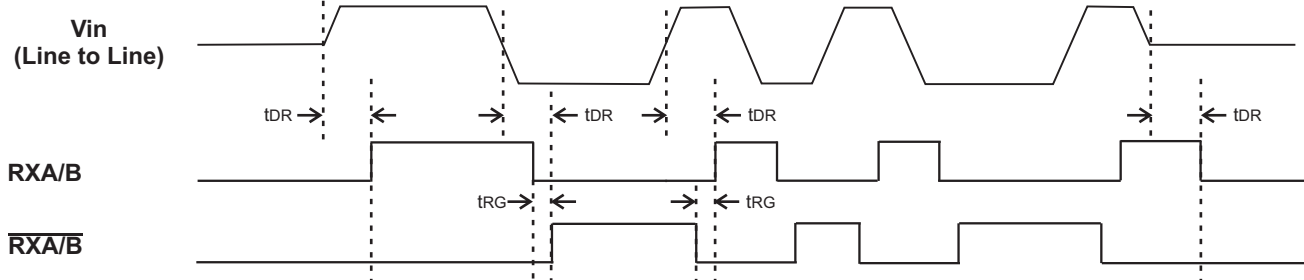 Vin
(Line to Line)
tDR tDR tDR tDR
RXA/B
tRG tRG
RXA/B